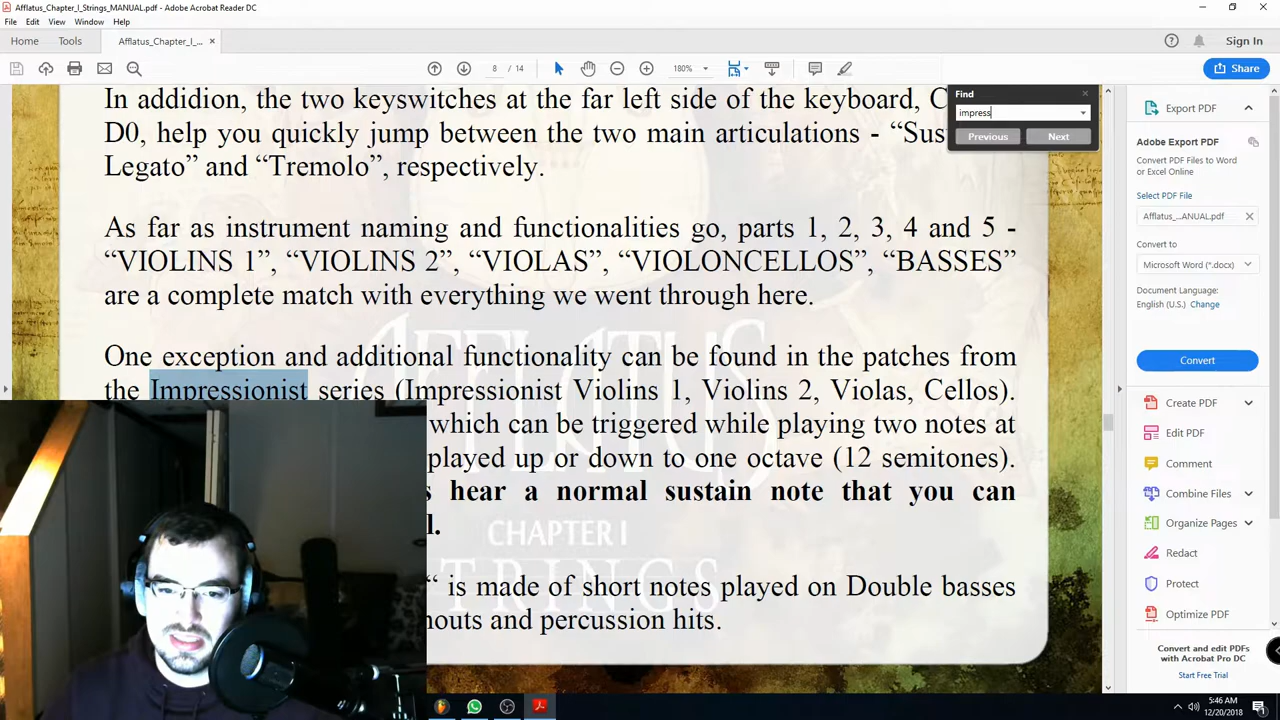 Afflatus_Chapter_I_Strings_MANUAL.pdf - Adobe Acrobat Reader DC
File Edit View Window Help
Home Tools Afflatus_Chapter_I_... × Sign In
8 / 14 180% Share
In addidion, the two keyswitches at the far left side of the keyboard, C
D0, help you quickly jump between the two main articulations - “Sus
Legato” and “Tremolo”, respectively.
As far as instrument naming and functionalities go, parts 1, 2, 3, 4 and 5 -
“VIOLINS 1”, “VIOLINS 2”, “VIOLAS”, “VIOLONCELLOS”, “BASSES”
are a complete match with everything we went through here.
One exception and additional functionality can be found in the patches from
the Impressionist series (Impressionist Violins 1, Violins 2, Violas, Cellos).
which can be triggered while playing two notes at
played up or down to one octave (12 semitones).
s hear a normal sustain note that you can
l.
“ is made of short notes played on Double basses
houts and percussion hits.
AFFLATUS
CHAPTER I
STRINGS
Find
impress
Previous Next
Export PDF
Adobe Export PDF
Convert PDF Files to Word
or Excel Online
Select PDF File
Afflatus_...ANUAL.pdf ×
Convert to
Microsoft Word (*.docx)
Document Language:
English (U.S.) Change
Convert
Create PDF
Edit PDF
Comment
Combine Files
Organize Pages
Redact
Protect
Optimize PDF
Convert and edit PDFs
with Acrobat Pro DC
Start Free Trial
5:46 AM
12/20/2018
1